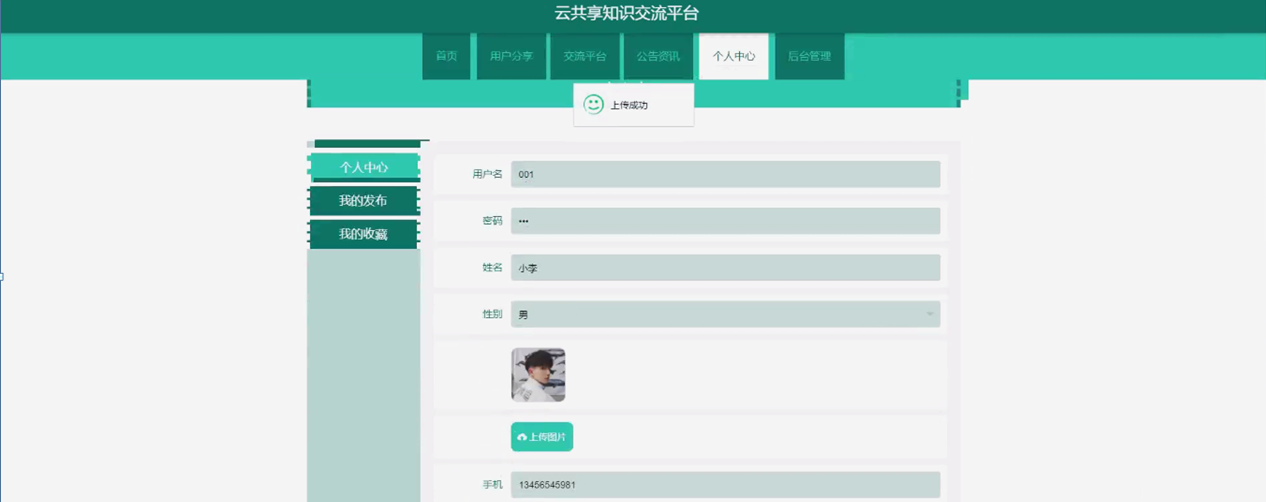 云共享知识交流平台
首页 用户分享 交流平台 公告资讯 个人中心 后台管理
上传成功
个人中心
我的发布
我的收藏
用户名 001
密码 •••
姓名 小李
性别 男
上传图片
手机 13456545981